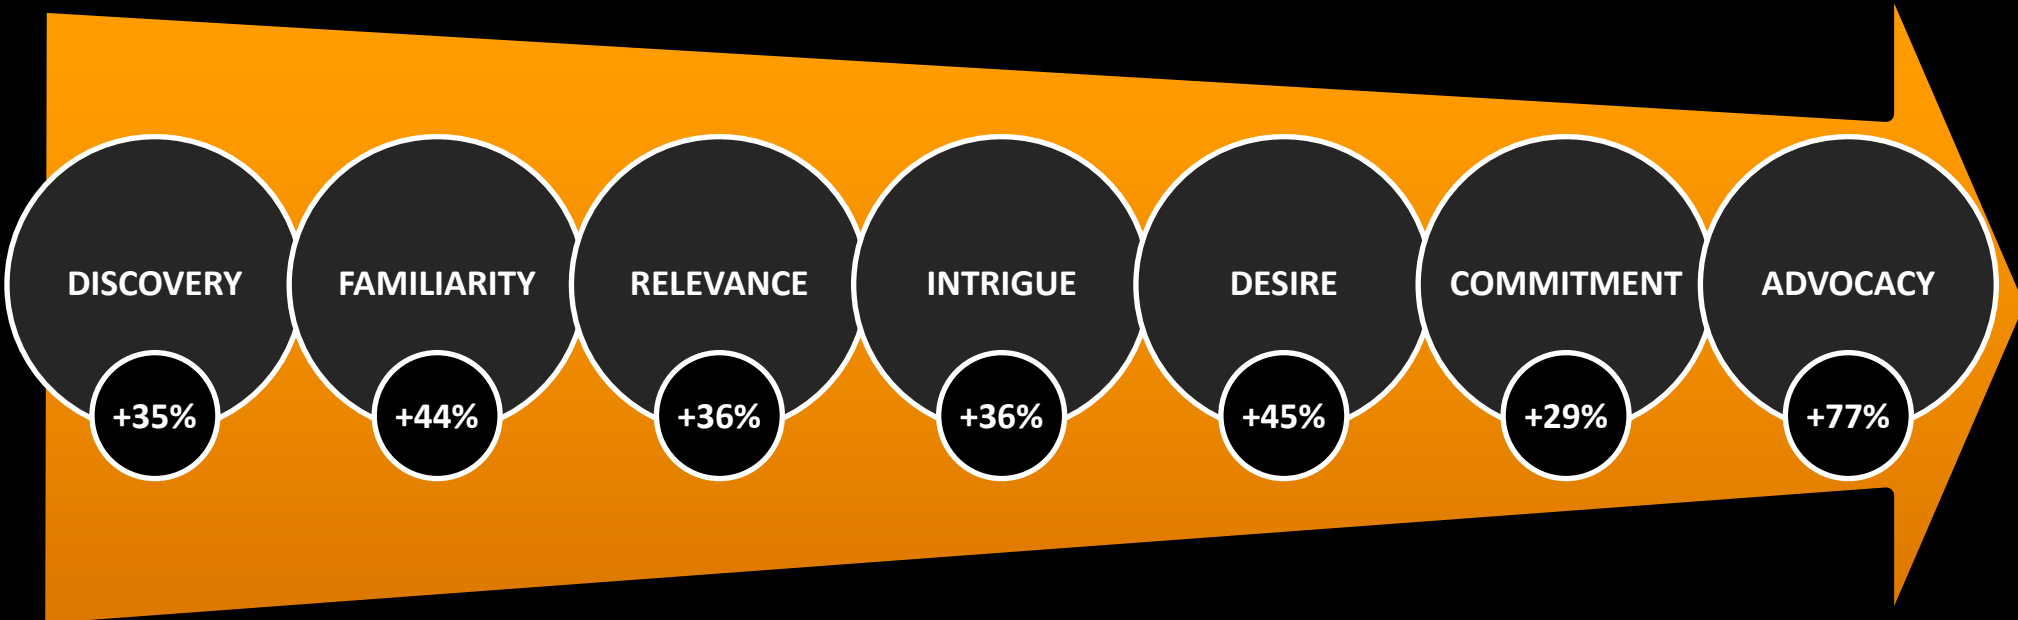 DISCOVERY
FAMILIARITY
RELEVANCE
INTRIGUE
DESIRE
COMMITMENT
ADVOCACY
+35%
+44%
+36%
+36%
+45%
+29%
+77%